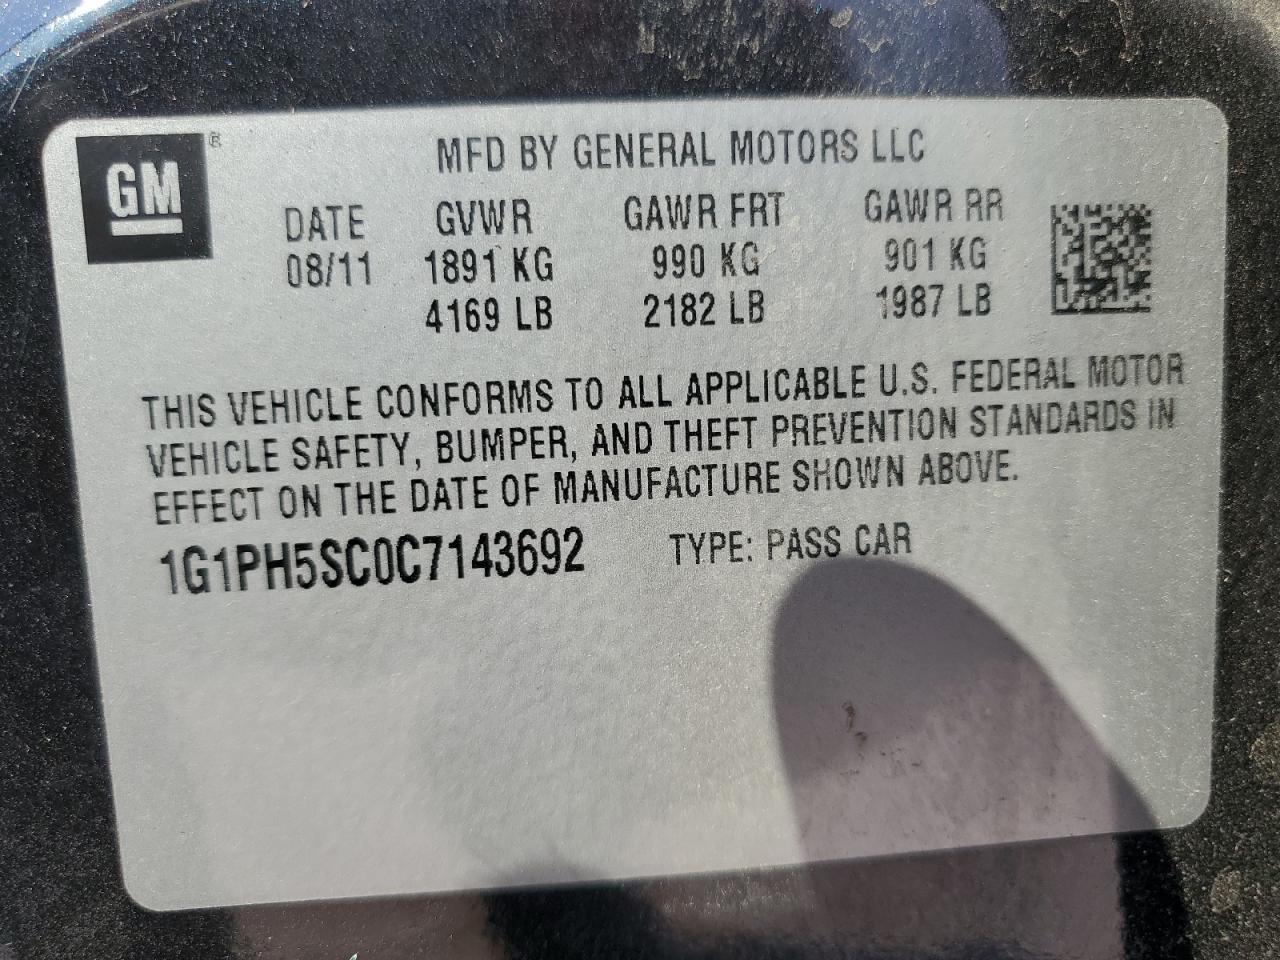 GM ®
MFD BY GENERAL MOTORS LLC
DATE GVWR GAWR FRT GAWR RR
08/11 1891 KG 990 KG 901 KG
4169 LB 2182 LB 1987 LB
THIS VEHICLE CONFORMS TO ALL APPLICABLE U.S. FEDERAL MOTOR
VEHICLE SAFETY, BUMPER, AND THEFT PREVENTION STANDARDS IN
EFFECT ON THE DATE OF MANUFACTURE SHOWN ABOVE.
1G1PH5SC0C7143692 TYPE: PASS CAR